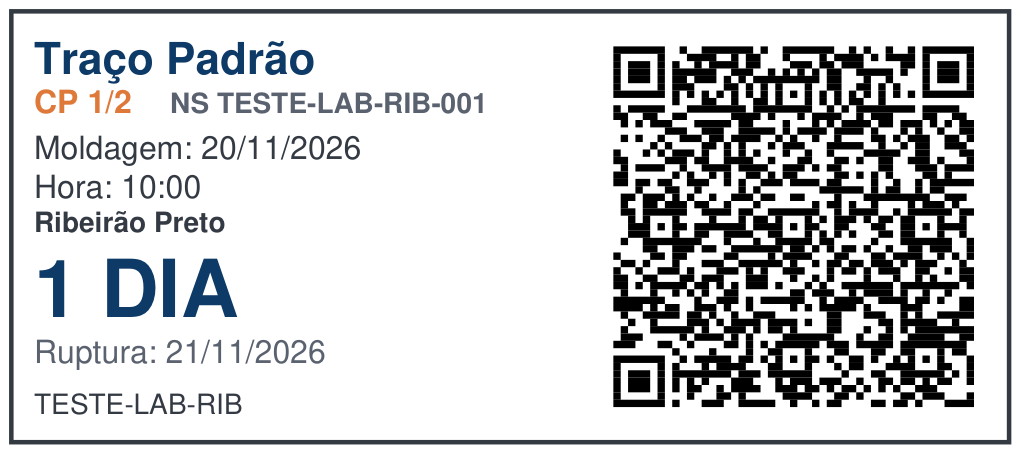 Traço Padrão
CP 1/2 NS TESTE-LAB-RIB-001
Moldagem: 20/11/2026
Hora: 10:00
Ribeirão Preto
1 DIA
Ruptura: 21/11/2026
TESTE-LAB-RIB